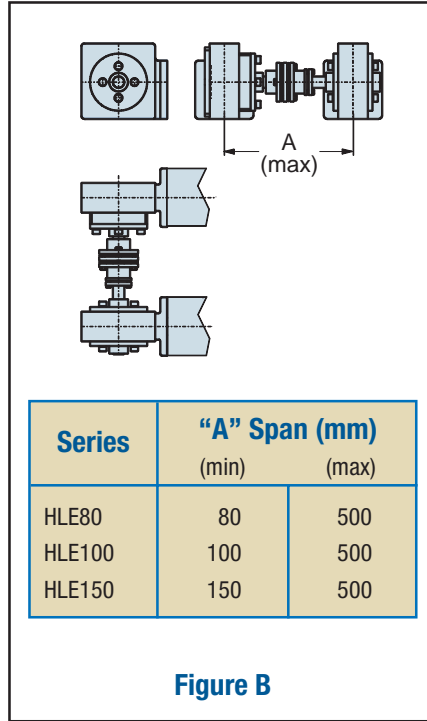 A
(max)
Series “A” Span (mm)
(min) (max)
HLE80 80 500
HLE100 100 500
HLE150 150 500
Figure B